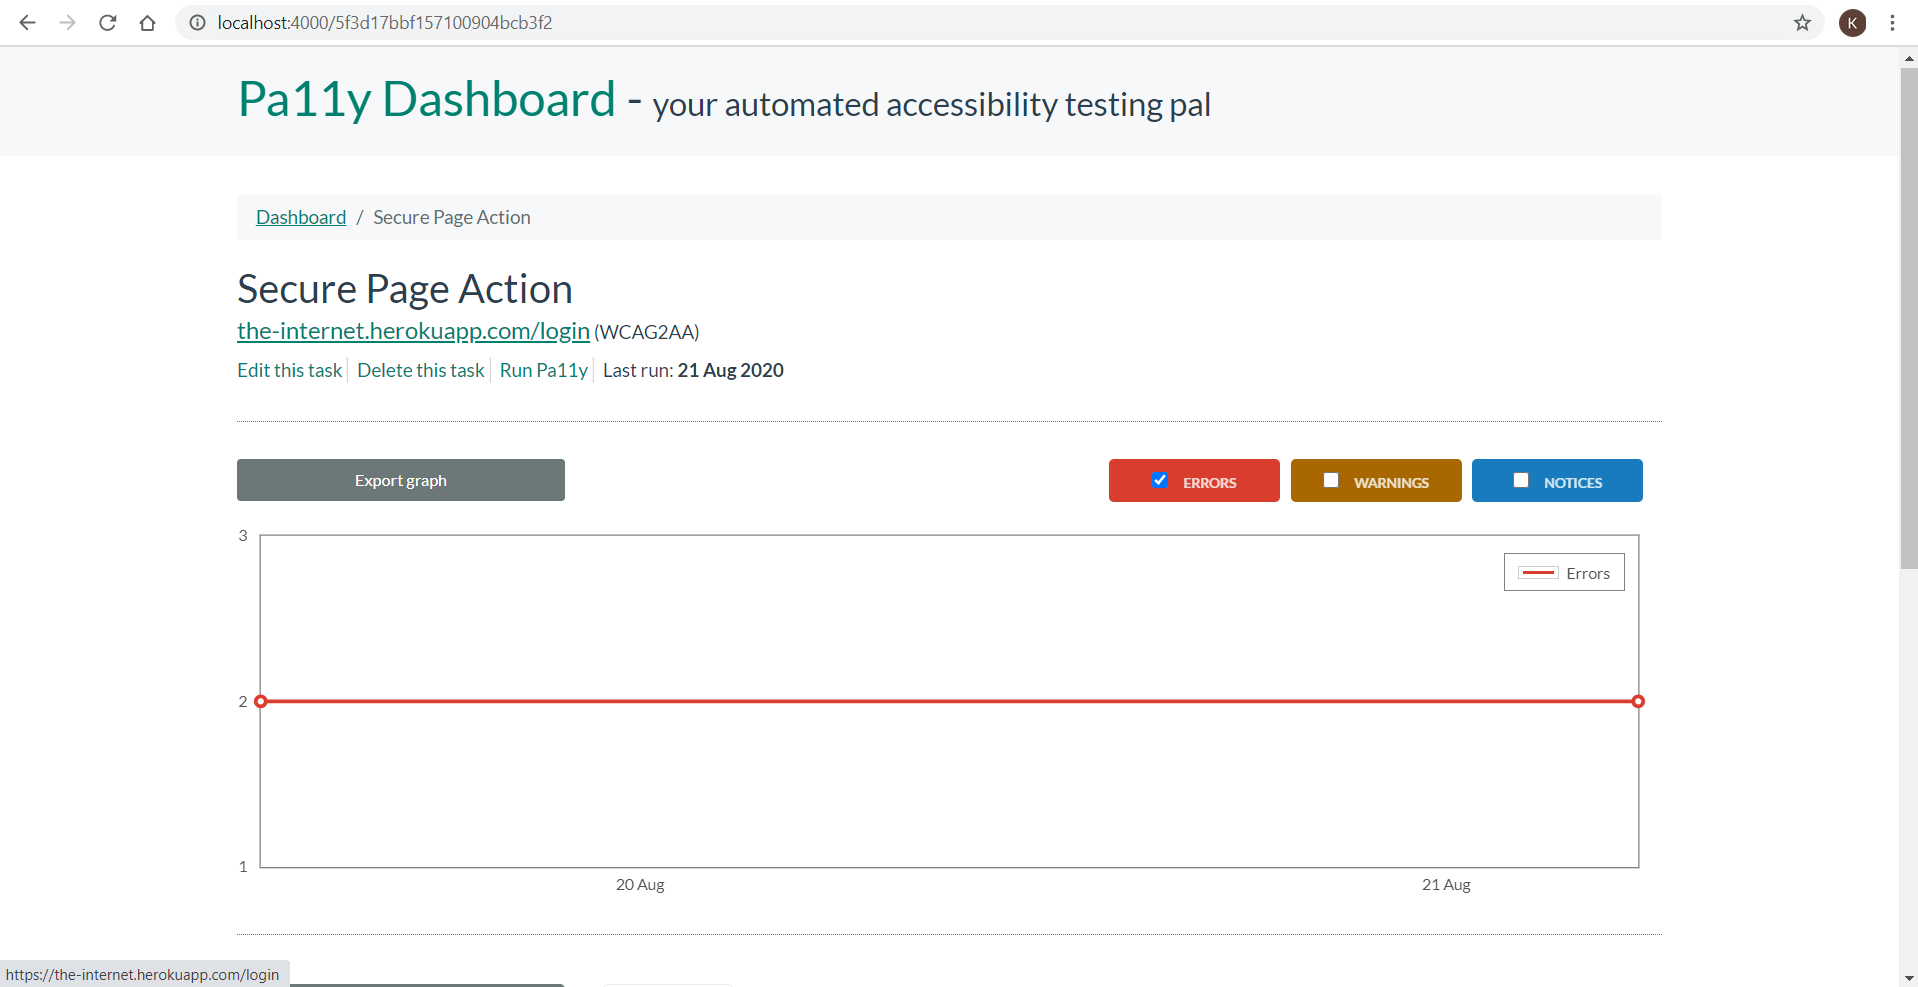 localhost:4000/5f3d17bbf157100904bcb3f2
K
Pa11y Dashboard - your automated accessibility testing pal
Dashboard / Secure Page Action
Secure Page Action
the-internet.herokuapp.com/login (WCAG2AA)
Edit this task Delete this task Run Pa11y Last run: 21 Aug 2020
Export graph ERRORS WARNINGS NOTICES
3
Errors
2
1
20 Aug 21 Aug
https://the-internet.herokuapp.com/login